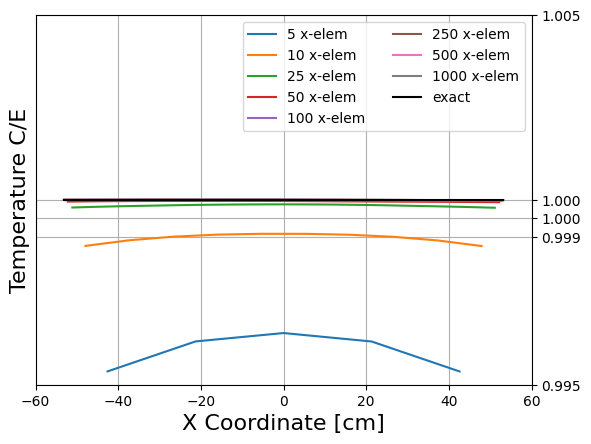 1.005
5 x-elem
10 x-elem
25 x-elem
50 x-elem
100 x-elem
250 x-elem
500 x-elem
1000 x-elem
exact
Temperature C/E
1.000
1.000
0.999
0.995
−60
−40
−20
0
20
40
60
X Coordinate [cm]